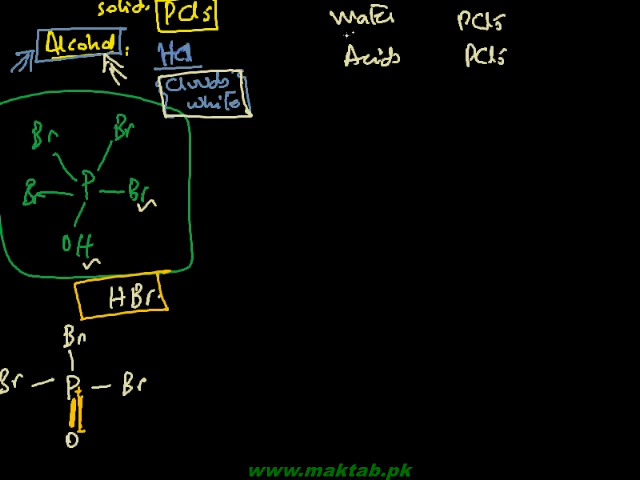 solid, PCl5
Alcohol : HCl
Clouds
white
Water PCl5
Acids PCl5
Br Br
P
Br Br
OH
HBr
Br
Br P Br
O
www.maktab.pk